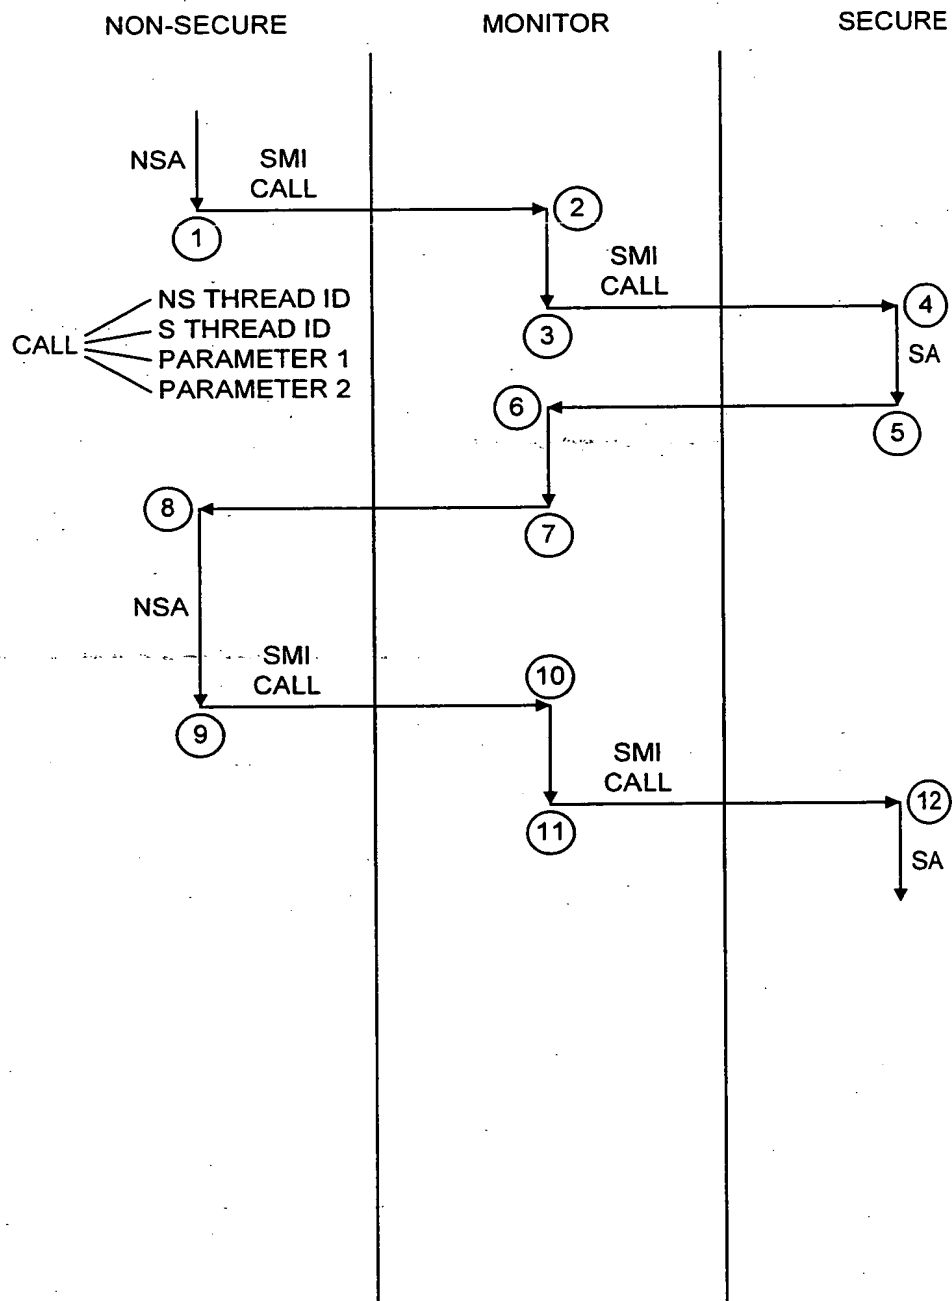 NON-SECURE
MONITOR
SECURE
NSA
SMI
CALL
1
2
SMI
CALL
3
4
SA
CALL
NS THREAD ID
S THREAD ID
PARAMETER 1
PARAMETER 2
5
6
7
8
NSA
SMI
CALL
9
10
SMI
CALL
11
12
SA